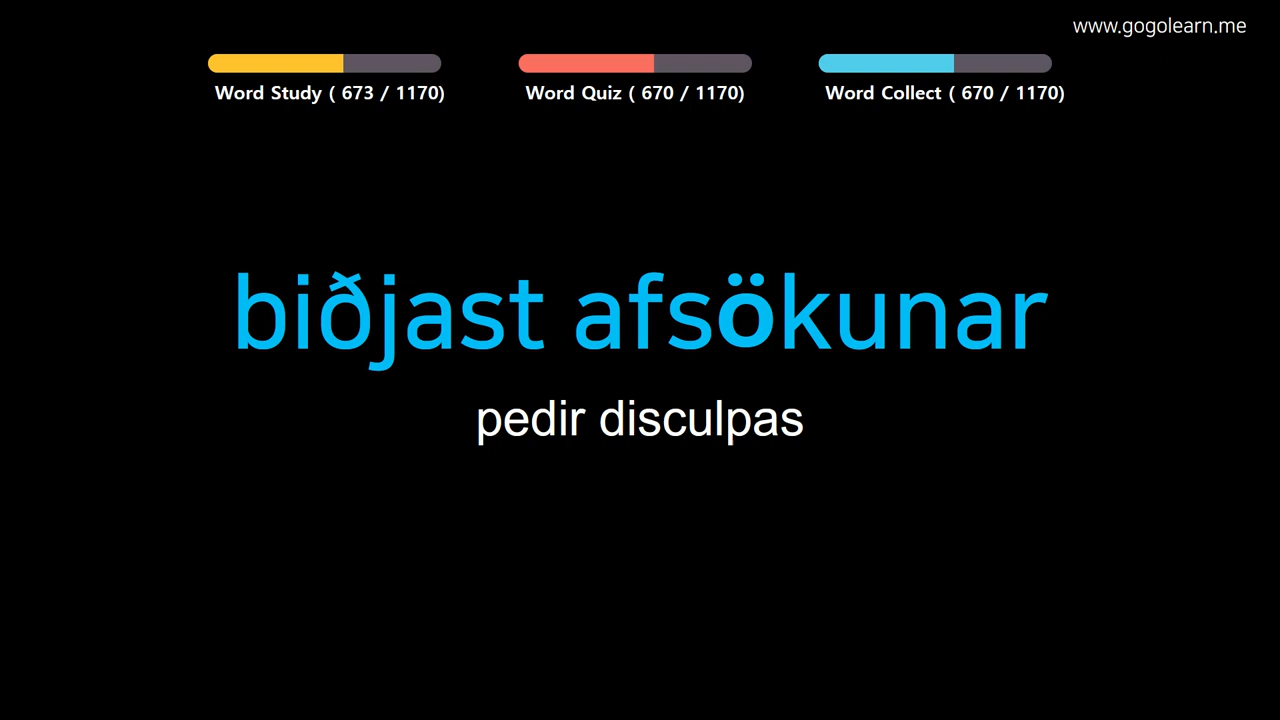 www.gogolearn.me
Word Study ( 673 / 1170)
Word Quiz ( 670 / 1170)
Word Collect ( 670 / 1170)
biðjast afsökunar
pedir disculpas